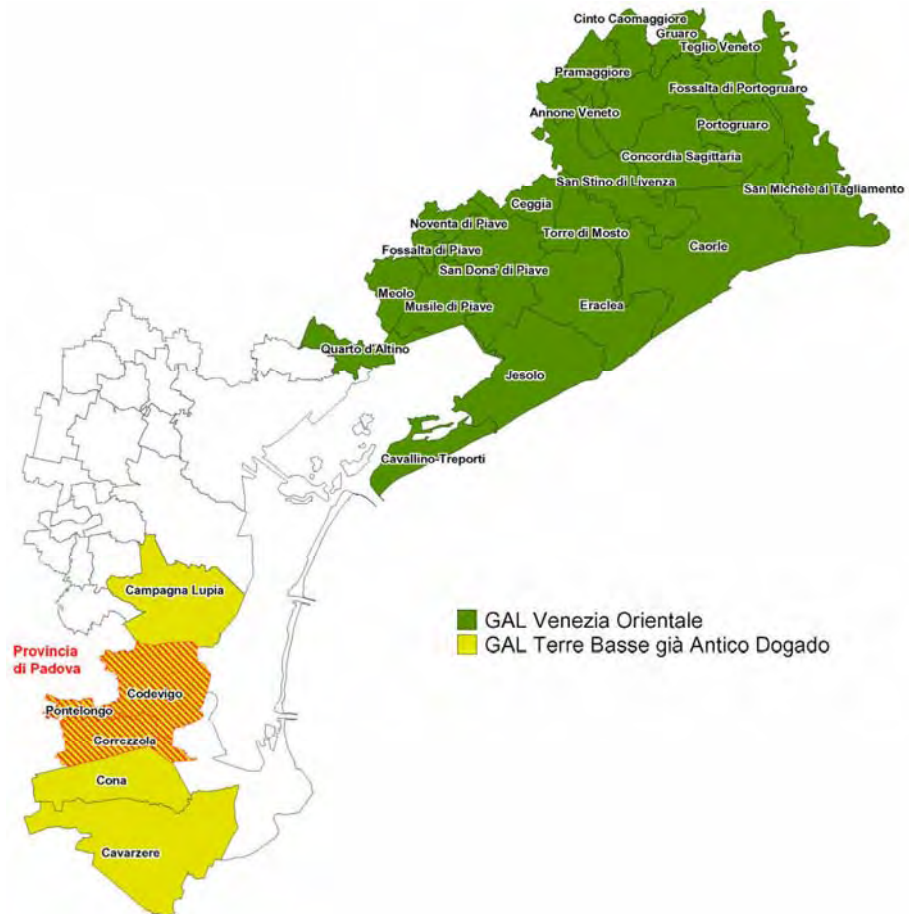 Cinto Caomaggiore
Gruaro
Teglio Veneto
Pramaggiore
Fossalta di Portogruaro
Annone Veneto
Portogruaro
Concordia Sagittaria
San Stino di Livenza
San Michele al Tagliamento
Ceggia
Noventa di Piave
Torre di Mosto
Caorle
Fossalta di Piave
San Dona' di Piave
Meolo
Musile di Piave
Eraclea
Quarto d'Altino
Jesolo
Cavallino-Treporti
Campagna Lupia
GAL Venezia Orientale
GAL Terre Basse già Antico Dogado
Provincia
di Padova
Codevigo
Pontelongo
Correzzola
Cona
Cavarzere